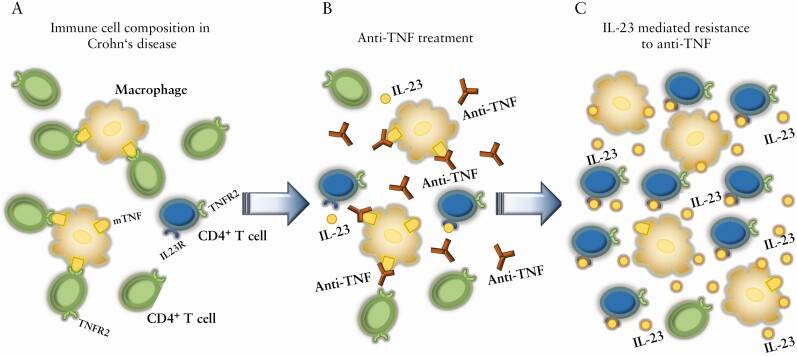 A
Immune cell composition in
Crohn‘s disease
Macrophage
mTNF
TNFR2
IL23R
CD4+ T cell
CD4+ T cell
TNFR2
B
Anti-TNF treatment
IL-23
Anti-TNF
Anti-TNF
IL-23
Anti-TNF
Anti-TNF
C
IL-23 mediated resistance
to anti-TNF
IL-23
IL-23
IL-23
IL-23
IL-23
IL-23